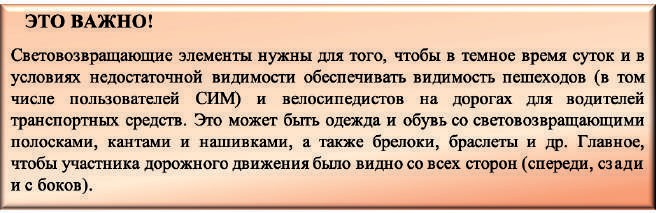 ЭТО ВАЖНО!
Световозвращающие элементы нужны для того, чтобы в темное время суток и в
условиях недостаточной видимости обеспечивать видимость пешеходов (в том
числе пользователей СИМ) и велосипедистов на дорогах для водителей
транспортных средств. Это может быть одежда и обувь со световозвращающими
полосками, кантами и нашивками, а также брелоки, браслеты и др. Главное,
чтобы участника дорожного движения было видно со всех сторон (спереди, сзади
и с боков).